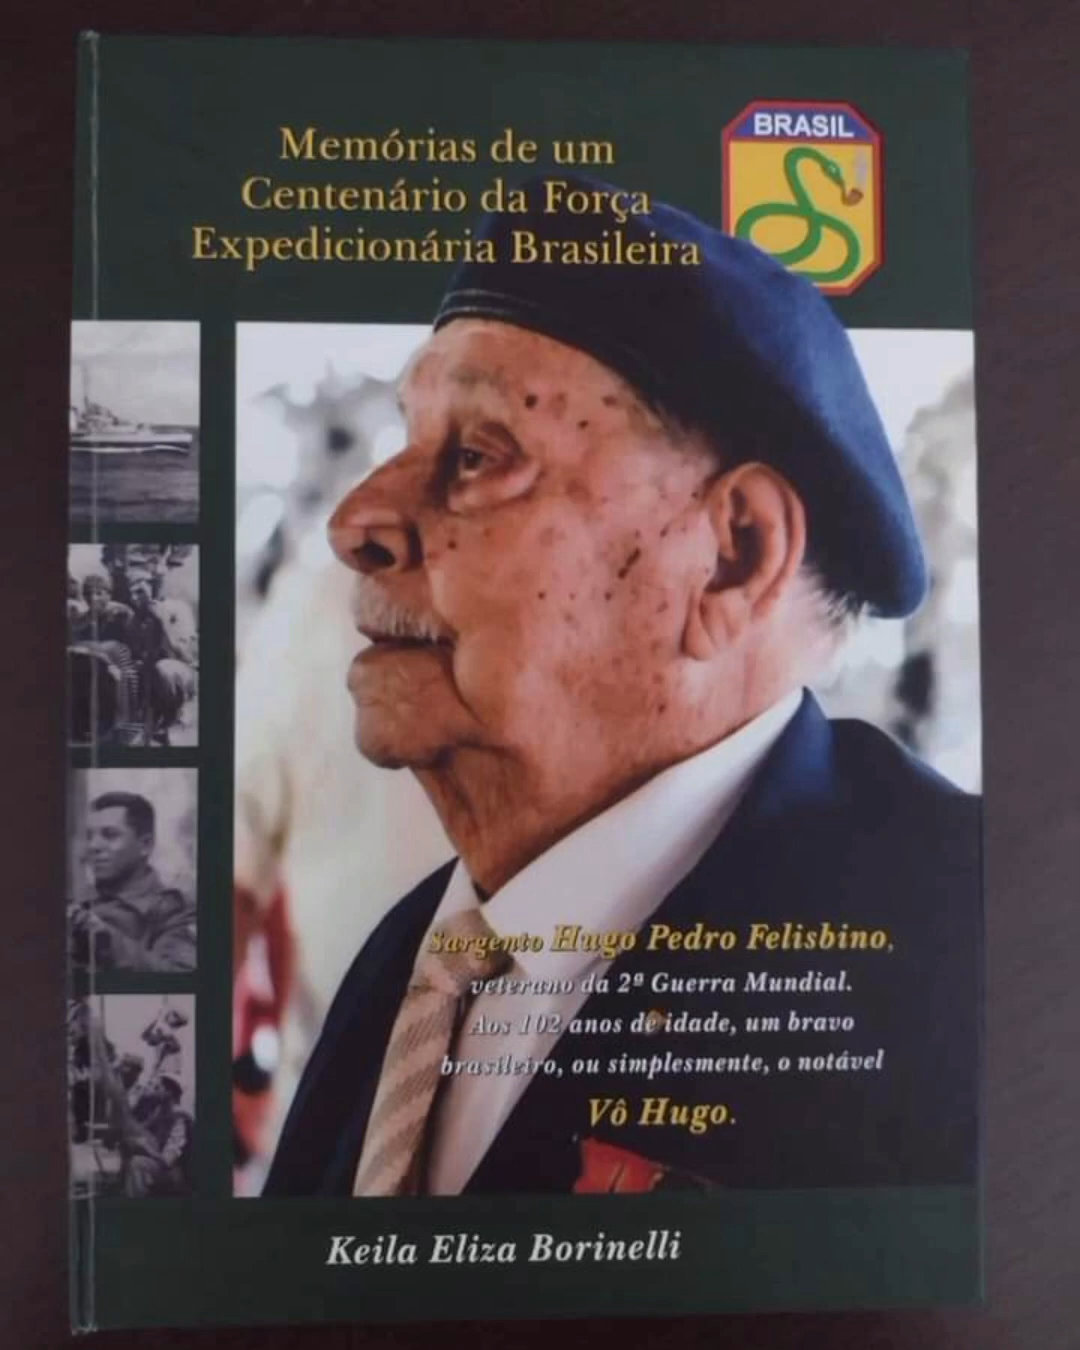 Memórias de um
Centenário da Força
Expedicionária Brasileira
BRASIL
Sargento Hugo Pedro Felisbino,
veterano da 2ª Guerra Mundial.
Aos 102 anos de idade, um bravo
brasileiro, ou simplesmente, o notável
Vô Hugo.
Keila Eliza Borinelli